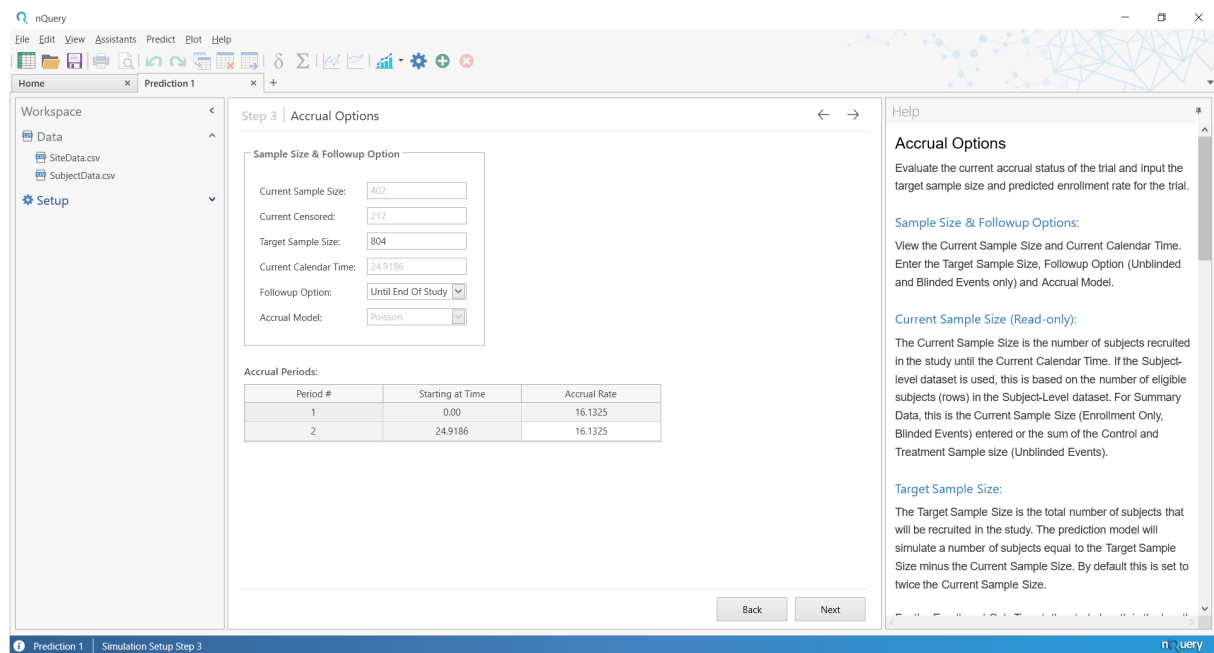 nQuery
File Edit View Assistants Predict Plot Help
Home × Prediction 1 × +
Workspace
Data
SiteData.csv
SubjectData.csv
Setup
Step 3 | Accrual Options
Sample Size & Followup Option
Current Sample Size: 402
Current Censored: 212
Target Sample Size: 804
Current Calendar Time: 24.9186
Followup Option: Until End Of Study
Accrual Model: Poisson
Accrual Periods:
Period # Starting at Time Accrual Rate
1 0.00 16.1325
2 24.9186 16.1325
Back Next
Help
Accrual Options
Evaluate the current accrual status of the trial and input the
target sample size and predicted enrollment rate for the trial.
Sample Size & Followup Options:
View the Current Sample Size and Current Calendar Time.
Enter the Target Sample Size, Followup Option (Unblinded
and Blinded Events only) and Accrual Model.
Current Sample Size (Read-only):
The Current Sample Size is the number of subjects recruited
in the study until the Current Calendar Time. If the Subject-
level dataset is used, this is based on the number of eligible
subjects (rows) in the Subject-Level dataset. For Summary
Data, this is the Current Sample Size (Enrollment Only,
Blinded Events) entered or the sum of the Control and
Treatment Sample size (Unblinded Events).
Target Sample Size:
The Target Sample Size is the total number of subjects that
will be recruited in the study. The prediction model will
simulate a number of subjects equal to the Target Sample
Size minus the Current Sample Size. By default this is set to
twice the Current Sample Size.
Prediction 1 | Simulation Setup Step 3
nQuery